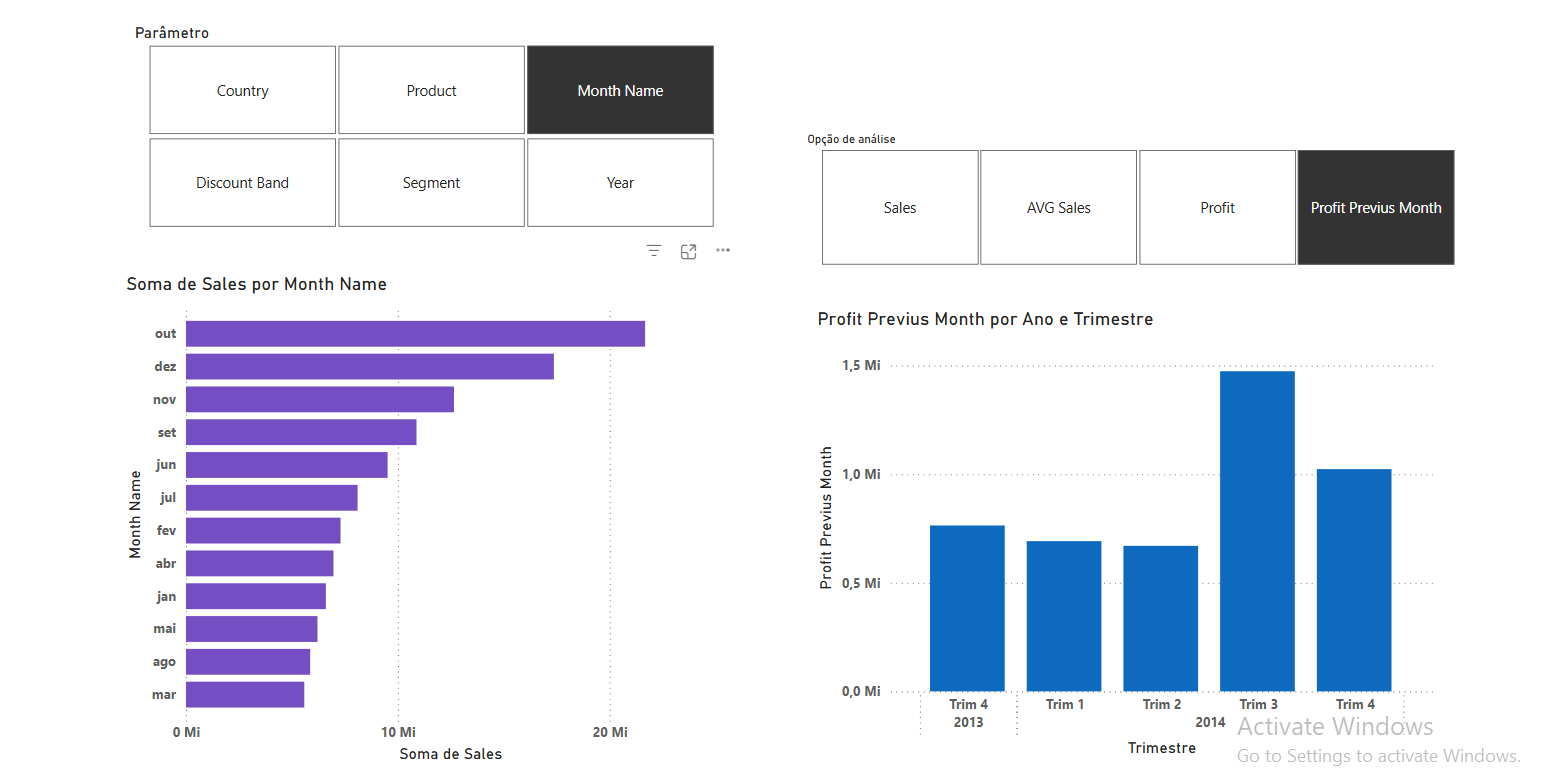 Parâmetro
Country
Product
Month Name
Discount Band
Segment
Year
Soma de Sales por Month Name
Month Name
out
dez
nov
set
jun
jul
fev
abr
jan
mai
ago
mar
0 Mi
10 Mi
20 Mi
Soma de Sales
Opção de análise
Sales
AVG Sales
Profit
Profit Previus Month
Profit Previus Month por Ano e Trimestre
Profit Previus Month
1,5 Mi
1,0 Mi
0,5 Mi
0,0 Mi
Trim 4
Trim 1
Trim 2
Trim 3
Trim 4
2013
2014
Trimestre
Activate Windows
Go to Settings to activate Windows.